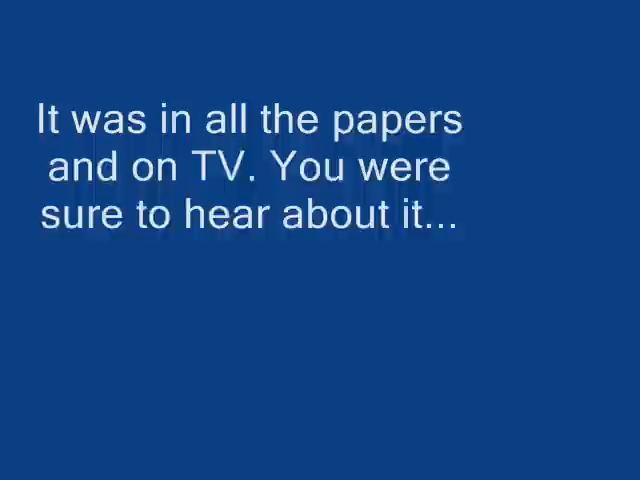 It was in all the papers
and on TV. You were
sure to hear about it...